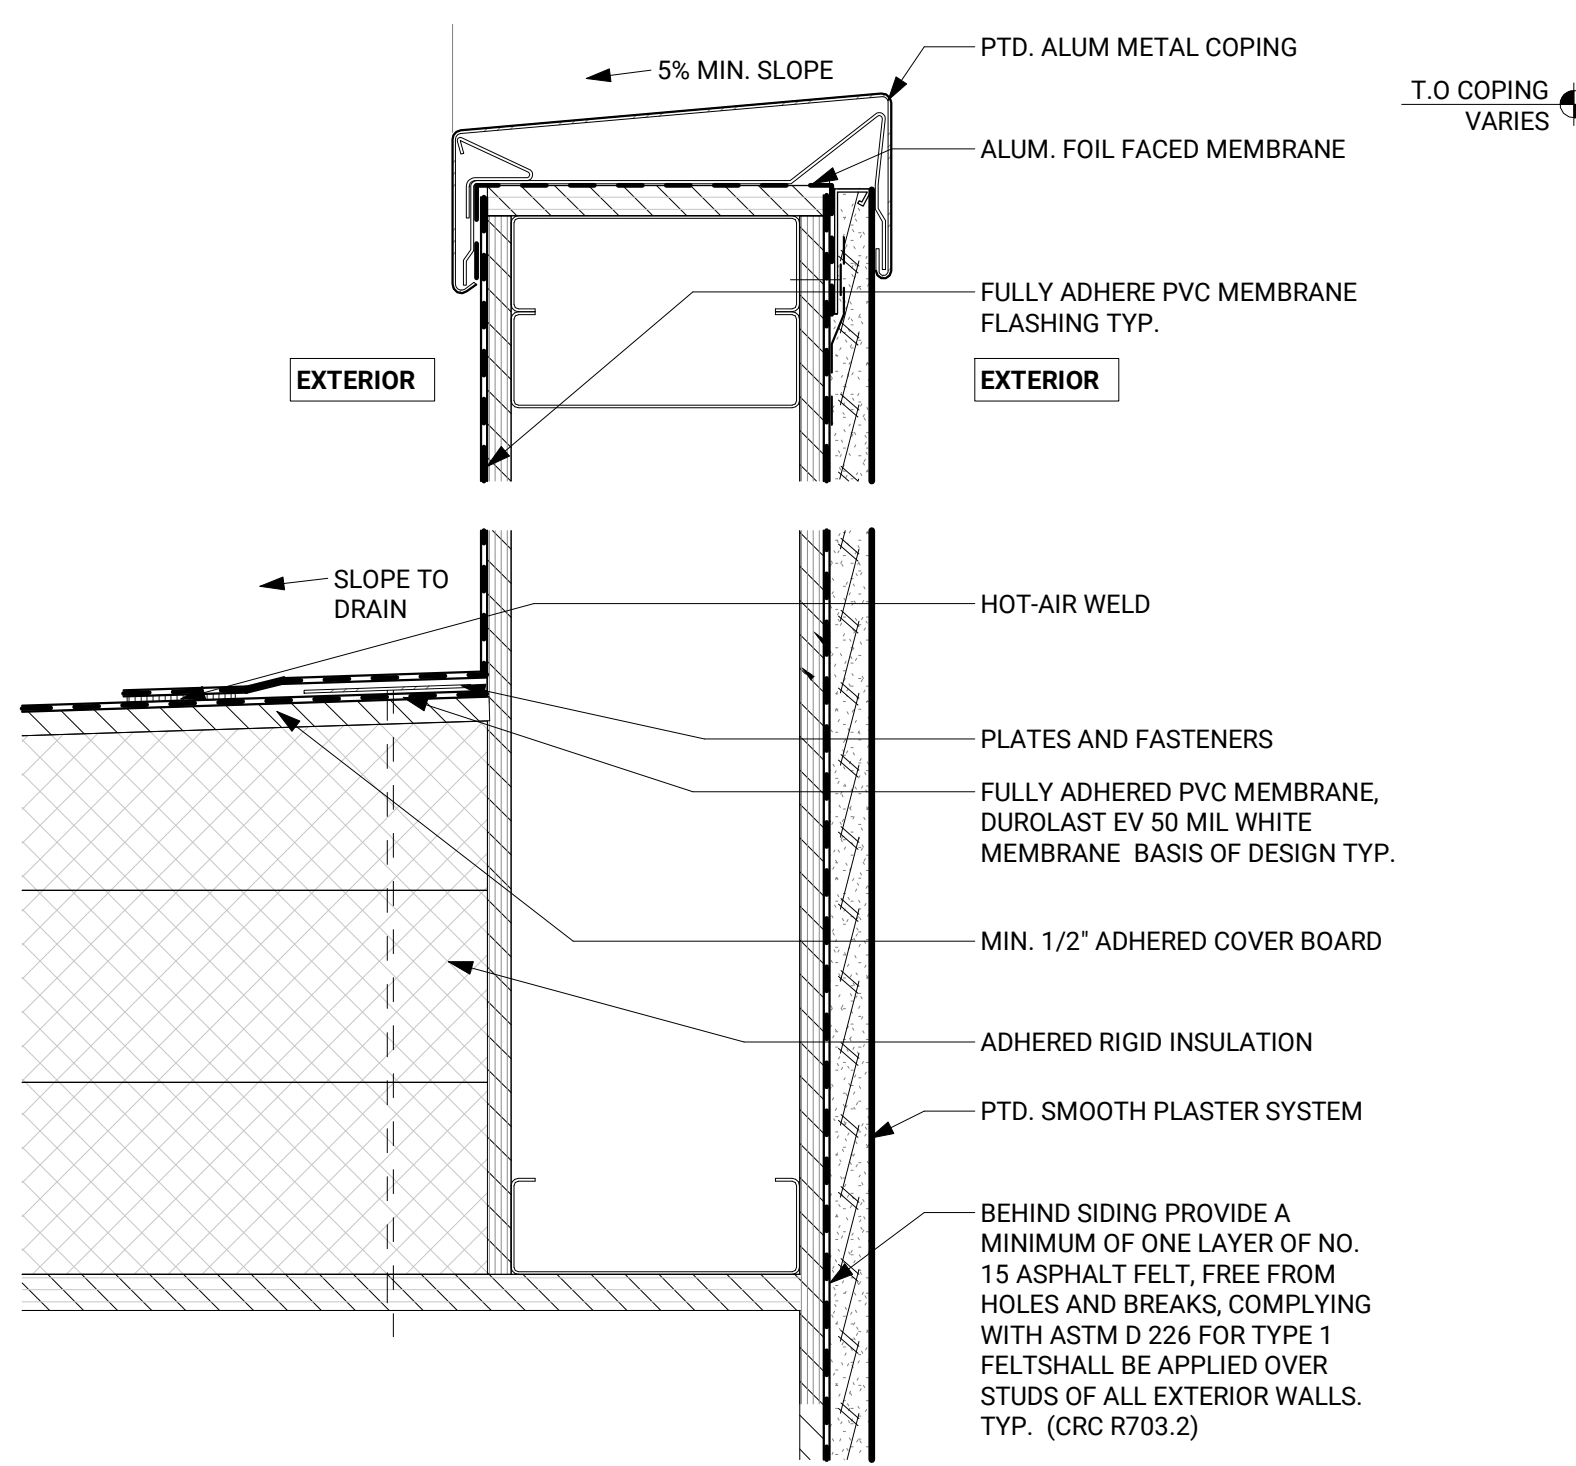 PTD. ALUM METAL COPING
5% MIN. SLOPE
T.O COPING
VARIES
ALUM. FOIL FACED MEMBRANE
FULLY ADHERE PVC MEMBRANE
FLASHING TYP.
EXTERIOR
EXTERIOR
SLOPE TO
DRAIN
HOT-AIR WELD
PLATES AND FASTENERS
FULLY ADHERED PVC MEMBRANE,
DUROLAST EV 50 MIL WHITE
MEMBRANE  BASIS OF DESIGN TYP.
MIN. 1/2" ADHERED COVER BOARD
ADHERED RIGID INSULATION
PTD. SMOOTH PLASTER SYSTEM
BEHIND SIDING PROVIDE A
MINIMUM OF ONE LAYER OF NO.
15 ASPHALT FELT, FREE FROM
HOLES AND BREAKS, COMPLYING
WITH ASTM D 226 FOR TYPE 1
FELTSHALL BE APPLIED OVER
STUDS OF ALL EXTERIOR WALLS.
TYP.  (CRC R703.2)